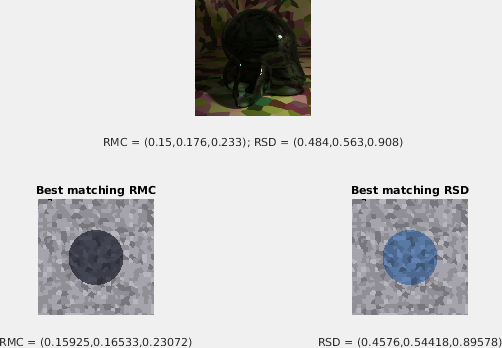 RMC = (0.15,0.176,0.233); RSD = (0.484,0.563,0.908)
Best matching RMC
Best matching RSD
RMC = (0.15925,0.16533,0.23072)
RSD = (0.4576,0.54418,0.89578)